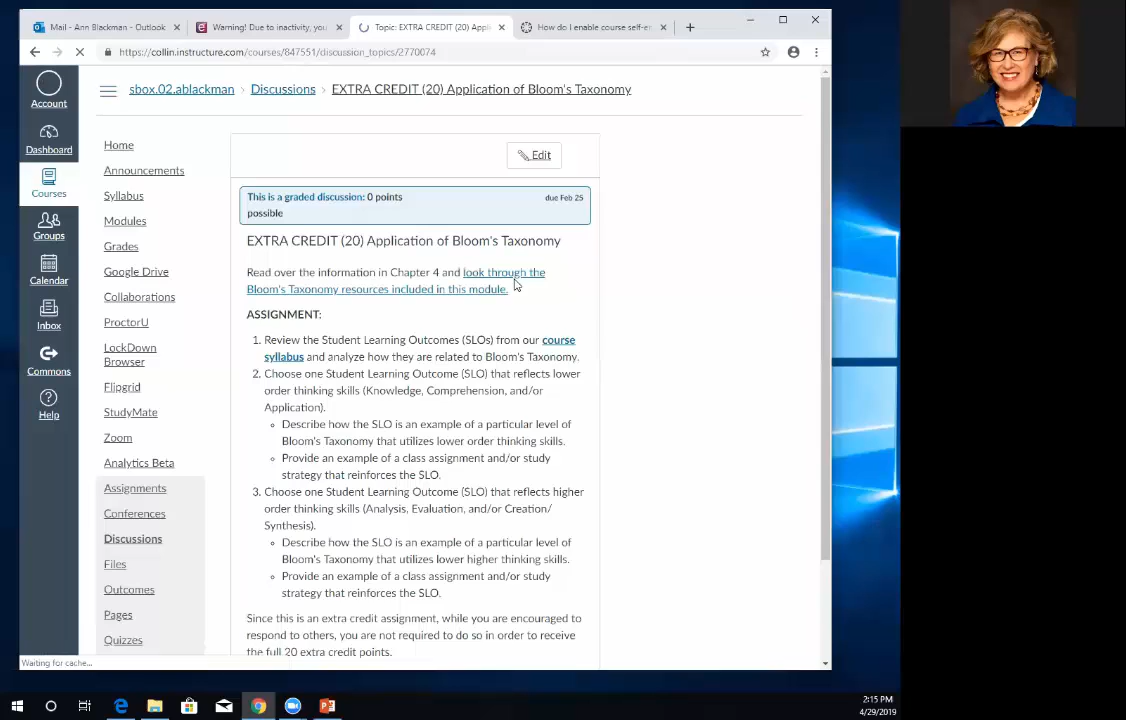 Mail - Ann Blackman - Outlook
Warning! Due to inactivity, you
Topic: EXTRA CREDIT (20) Appl
How do I enable course self-e
https://collin.instructure.com/courses/847551/discussion_topics/2770074
Account
Dashboard
Courses
Groups
Calendar
Inbox
Commons
Help
sbox.02.ablackman > Discussions > EXTRA CREDIT (20) Application of Bloom's Taxonomy
Home
Announcements
Syllabus
Modules
Grades
Google Drive
Collaborations
ProctorU
LockDown
Browser
Flipgrid
StudyMate
Zoom
Analytics Beta
Assignments
Conferences
Discussions
Files
Outcomes
Pages
Quizzes
Edit
This is a graded discussion: 0 points
possible
due Feb 25
EXTRA CREDIT (20) Application of Bloom's Taxonomy
Read over the information in Chapter 4 and look through the
Bloom's Taxonomy resources included in this module.
ASSIGNMENT:
1. Review the Student Learning Outcomes (SLOs) from our course
syllabus and analyze how they are related to Bloom's Taxonomy.
2. Choose one Student Learning Outcome (SLO) that reflects lower
order thinking skills (Knowledge, Comprehension, and/or
Application).
Describe how the SLO is an example of a particular level of
Bloom's Taxonomy that utilizes lower order thinking skills.
Provide an example of a class assignment and/or study
strategy that reinforces the SLO.
3. Choose one Student Learning Outcome (SLO) that reflects higher
order thinking skills (Analysis, Evaluation, and/or Creation/
Synthesis).
Describe how the SLO is an example of a particular level of
Bloom's Taxonomy that utilizes lower higher thinking skills.
Provide an example of a class assignment and/or study
strategy that reinforces the SLO.
Since this is an extra credit assignment, while you are encouraged to
respond to others, you are not required to do so in order to receive
the full 20 extra credit points.
Waiting for cache...
2:15 PM
4/29/2019